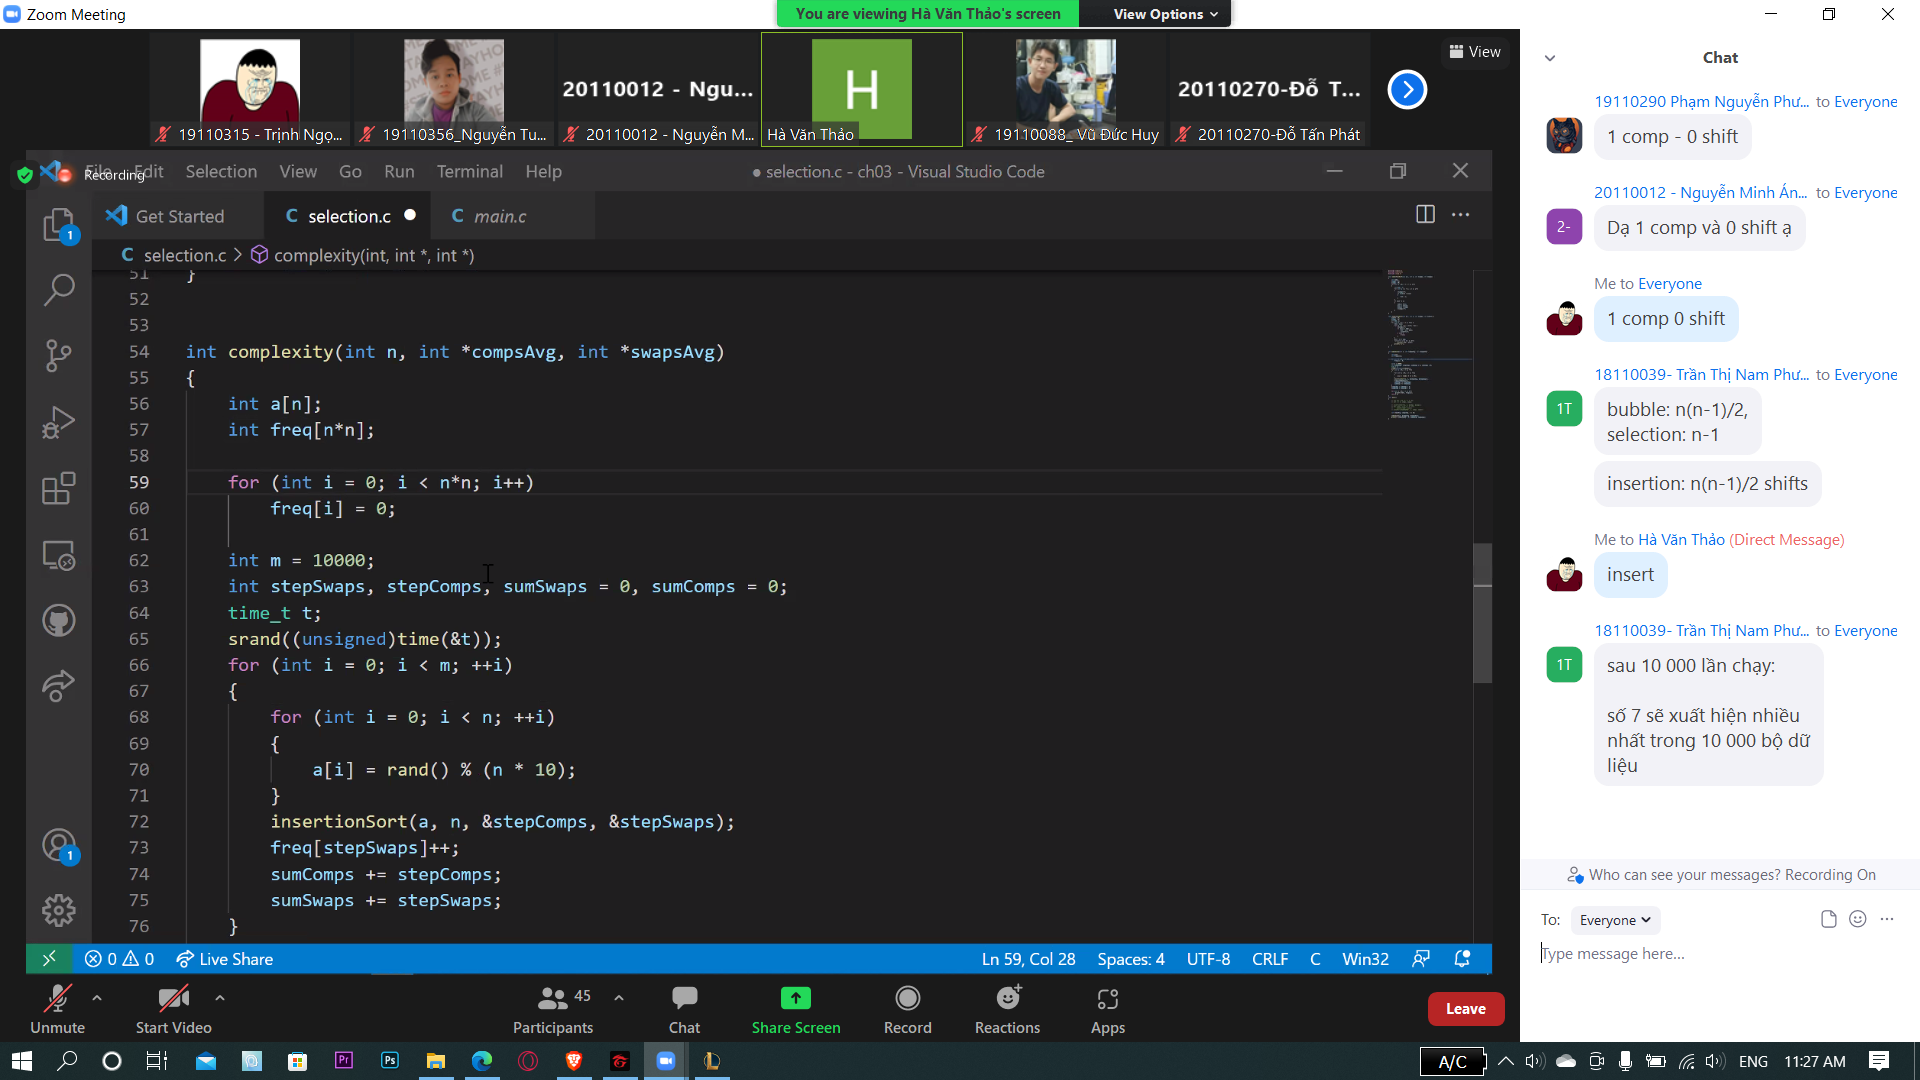 Zoom Meeting
You are viewing Hà Văn Thảo's screen
View Options
20110012 - Ngu...
H
20110270-Đỗ T...
View
19110315 - Trịnh Ngọ...
19110356_Nguyễn Tu...
20110012 - Nguyễn M...
Hà Văn Thảo
19110088_ Vũ Đức Huy
20110270-Đỗ Tấn Phát
Recording
File Edit Selection View Go Run Terminal Help
● selection.c - ch03 - Visual Studio Code
Get Started
C selection.c ●
C main.c
C selection.c > complexity(int, int *, int *)
51 }
52
53
54 int complexity(int n, int *compsAvg, int *swapsAvg)
55 {
56 int a[n];
57 int freq[n*n];
58
59 for (int i = 0; i < n*n; i++)
60 freq[i] = 0;
61
62 int m = 10000;
63 int stepSwaps, stepComps, sumSwaps = 0, sumComps = 0;
64 time_t t;
65 srand((unsigned)time(&t));
66 for (int i = 0; i < m; ++i)
67 {
68 for (int i = 0; i < n; ++i)
69 {
70 a[i] = rand() % (n * 10);
71 }
72 insertionSort(a, n, &stepComps, &stepSwaps);
73 freq[stepSwaps]++;
74 sumComps += stepComps;
75 sumSwaps += stepSwaps;
76 }
1
1
0 0 Live Share
Ln 59, Col 28 Spaces: 4 UTF-8 CRLF C Win32
Unmute
Start Video
45
Participants
Chat
Share Screen
Record
Reactions
Apps
Leave
Chat
19110290 Phạm Nguyễn Phư... to Everyone
1 comp - 0 shift
20110012 - Nguyễn Minh Án... to Everyone
2-
Dạ 1 comp và 0 shift ạ
Me to Everyone
1 comp 0 shift
18110039- Trần Thị Nam Phư... to Everyone
1T
bubble: n(n-1)/2,
selection: n-1
insertion: n(n-1)/2 shifts
Me to Hà Văn Thảo (Direct Message)
insert
18110039- Trần Thị Nam Phư... to Everyone
1T
sau 10 000 lần chạy:
số 7 sẽ xuất hiện nhiều
nhất trong 10 000 bộ dữ
liệu
Who can see your messages? Recording On
To: Everyone
Type message here...
Pr
Ps
A/C
ENG
11:27 AM